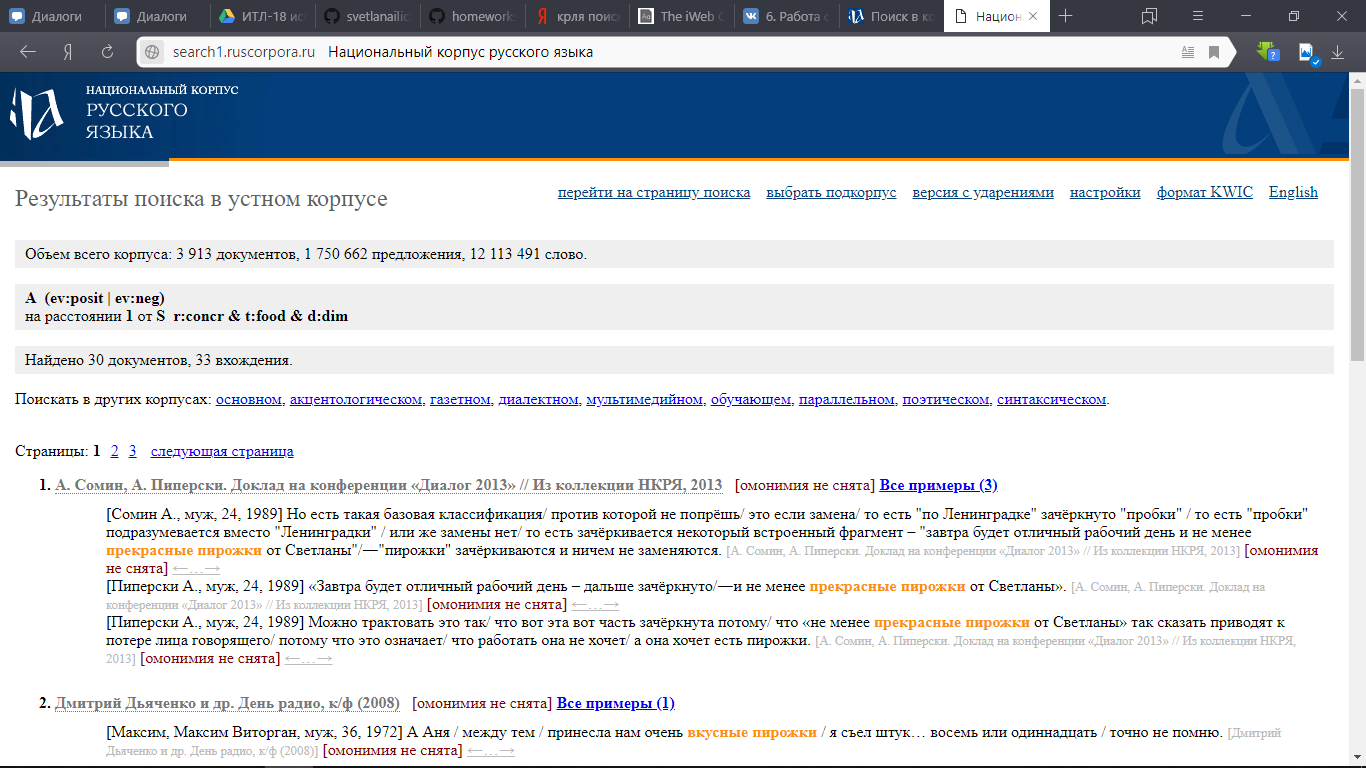 Диалоги
Диалоги
ИТЛ-18 ис
svetlanailic
homework
крля поис
The iWeb C
6. Работа с
Поиск в ко
Национ
search1.ruscorpora.ru Национальный корпус русского языка
НАЦИОНАЛЬНЫЙ КОРПУС
РУССКОГО
ЯЗЫКА
Результаты поиска в устном корпусе
перейти на страницу поиска выбрать подкорпус версия с ударениями настройки формат KWIC English
Объем всего корпуса: 3 913 документов, 1 750 662 предложения, 12 113 491 слово.
A (ev:posit | ev:neg)
на расстоянии 1 от S r:concr & t:food & d:dim
Найдено 30 документов, 33 вхождения.
Поискать в других корпусах: основном, акцентологическом, газетном, диалектном, мультимедийном, обучающем, параллельном, поэтическом, синтаксическом.
Страницы: 1 2 3 следующая страница
1. А. Сомин, А. Пиперски. Доклад на конференции «Диалог 2013» // Из коллекции НКРЯ, 2013 [омонимия не снята] Все примеры (3)
[Сомин А., муж, 24, 1989] Но есть такая базовая классификация/ против которой не попрёшь/ это если замена/ то есть "по Ленинградке" зачёркнуто "пробки" / то есть "пробки"
подразумевается вместо "Ленинградки" / или же замены нет/ то есть зачёркивается некоторый встроенный фрагмент – "завтра будет отличный рабочий день и не менее
прекрасные пирожки от Светланы"/—"пирожки" зачёркиваются и ничем не заменяются. [А. Сомин, А. Пиперски. Доклад на конференции «Диалог 2013» // Из коллекции НКРЯ, 2013] [омонимия
не снята] ←…→
[Пиперски А., муж, 24, 1989] «Завтра будет отличный рабочий день – дальше зачёркнуто/—и не менее прекрасные пирожки от Светланы». [А. Сомин, А. Пиперски. Доклад на
конференции «Диалог 2013» // Из коллекции НКРЯ, 2013] [омонимия не снята] ←…→
[Пиперски А., муж, 24, 1989] Можно трактовать это так/ что вот эта вот часть зачёркнута потому/ что «не менее прекрасные пирожки от Светланы» так сказать приводят к
потере лица говорящего/ потому что это означает/ что работать она не хочет/ а она хочет есть пирожки. [А. Сомин, А. Пиперски. Доклад на конференции «Диалог 2013» // Из коллекции НКРЯ,
2013] [омонимия не снята] ←…→
2. Дмитрий Дьяченко и др. День радио, к/ф (2008) [омонимия не снята] Все примеры (1)
[Максим, Максим Виторган, муж, 36, 1972] А Аня / между тем / принесла нам очень вкусные пирожки / я съел штук… восемь или одиннадцать / точно не помню. [Дмитрий
Дьяченко и др. День радио, к/ф (2008)] [омонимия не снята] ←…→